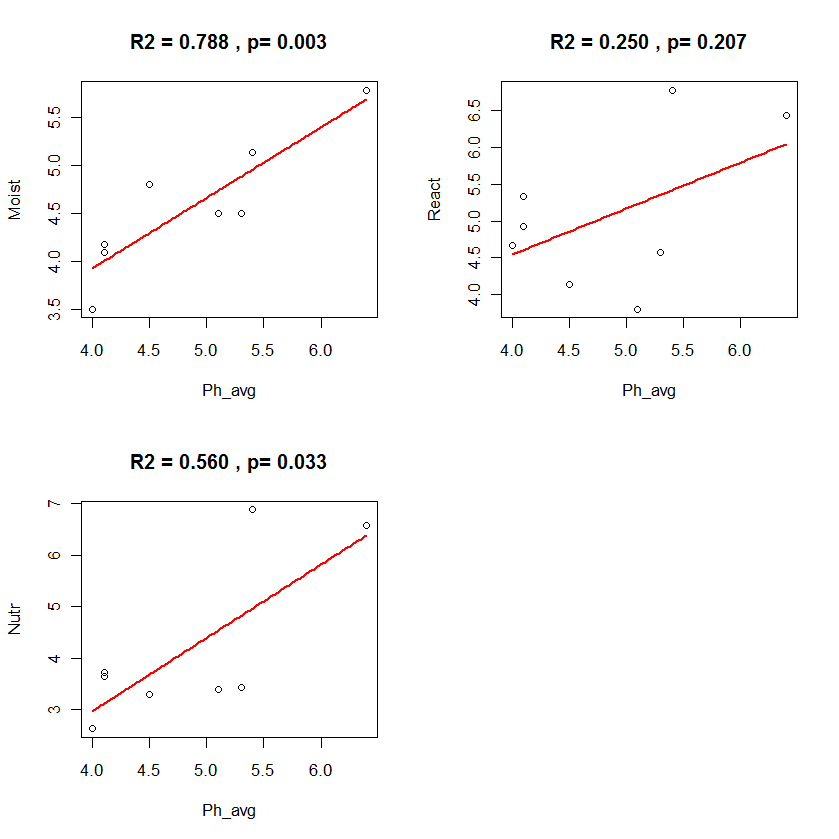 R2 = 0.788 , p= 0.003
Moist
5.5
5.0
4.5
4.0
3.5
4.0 4.5 5.0 5.5 6.0
Ph_avg
R2 = 0.250 , p= 0.207
React
6.5
6.0
5.5
5.0
4.5
4.0
4.0 4.5 5.0 5.5 6.0
Ph_avg
R2 = 0.560 , p= 0.033
Nutr
7
6
5
4
3
4.0 4.5 5.0 5.5 6.0
Ph_avg